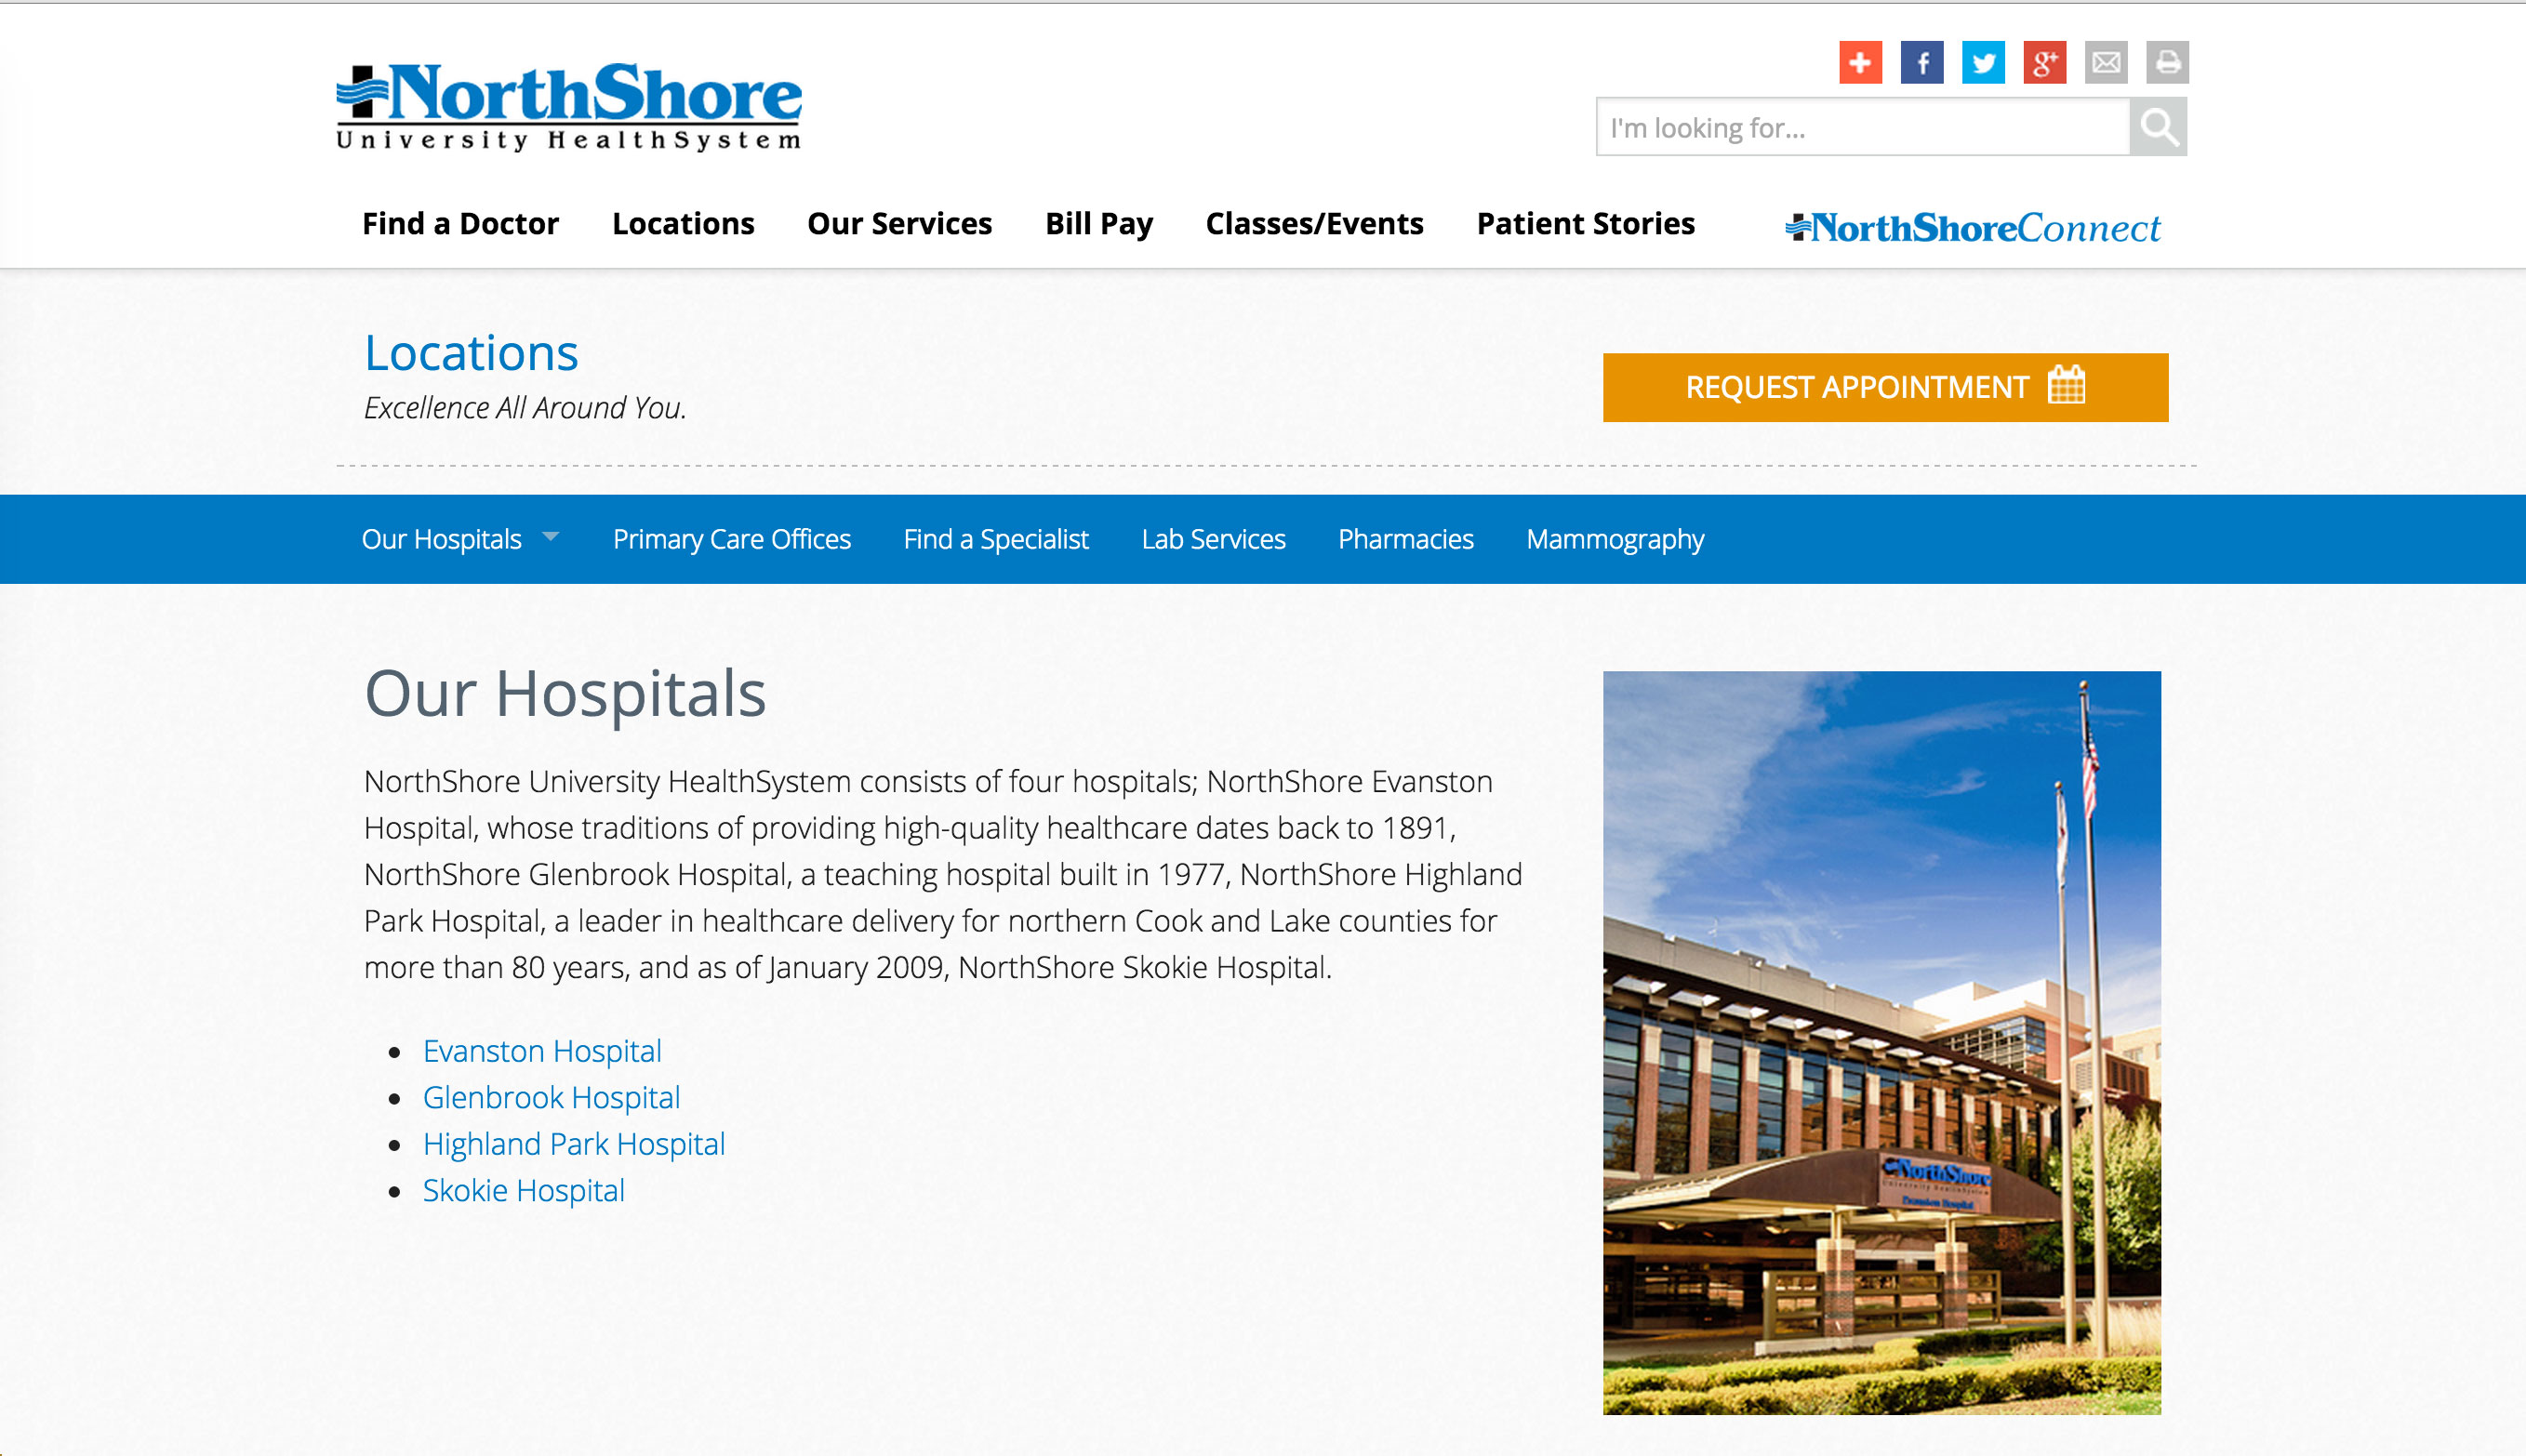 NorthShore
University HealthSystem
I'm looking for...
Find a Doctor Locations Our Services Bill Pay Classes/Events Patient Stories NorthShoreConnect
Locations
Excellence All Around You.
REQUEST APPOINTMENT
Our Hospitals Primary Care Offices Find a Specialist Lab Services Pharmacies Mammography
Our Hospitals
NorthShore University HealthSystem consists of four hospitals; NorthShore Evanston
Hospital, whose traditions of providing high-quality healthcare dates back to 1891,
NorthShore Glenbrook Hospital, a teaching hospital built in 1977, NorthShore Highland
Park Hospital, a leader in healthcare delivery for northern Cook and Lake counties for
more than 80 years, and as of January 2009, NorthShore Skokie Hospital.
Evanston Hospital
Glenbrook Hospital
Highland Park Hospital
Skokie Hospital
NorthShore
University HealthSystem
Evanston Hospital